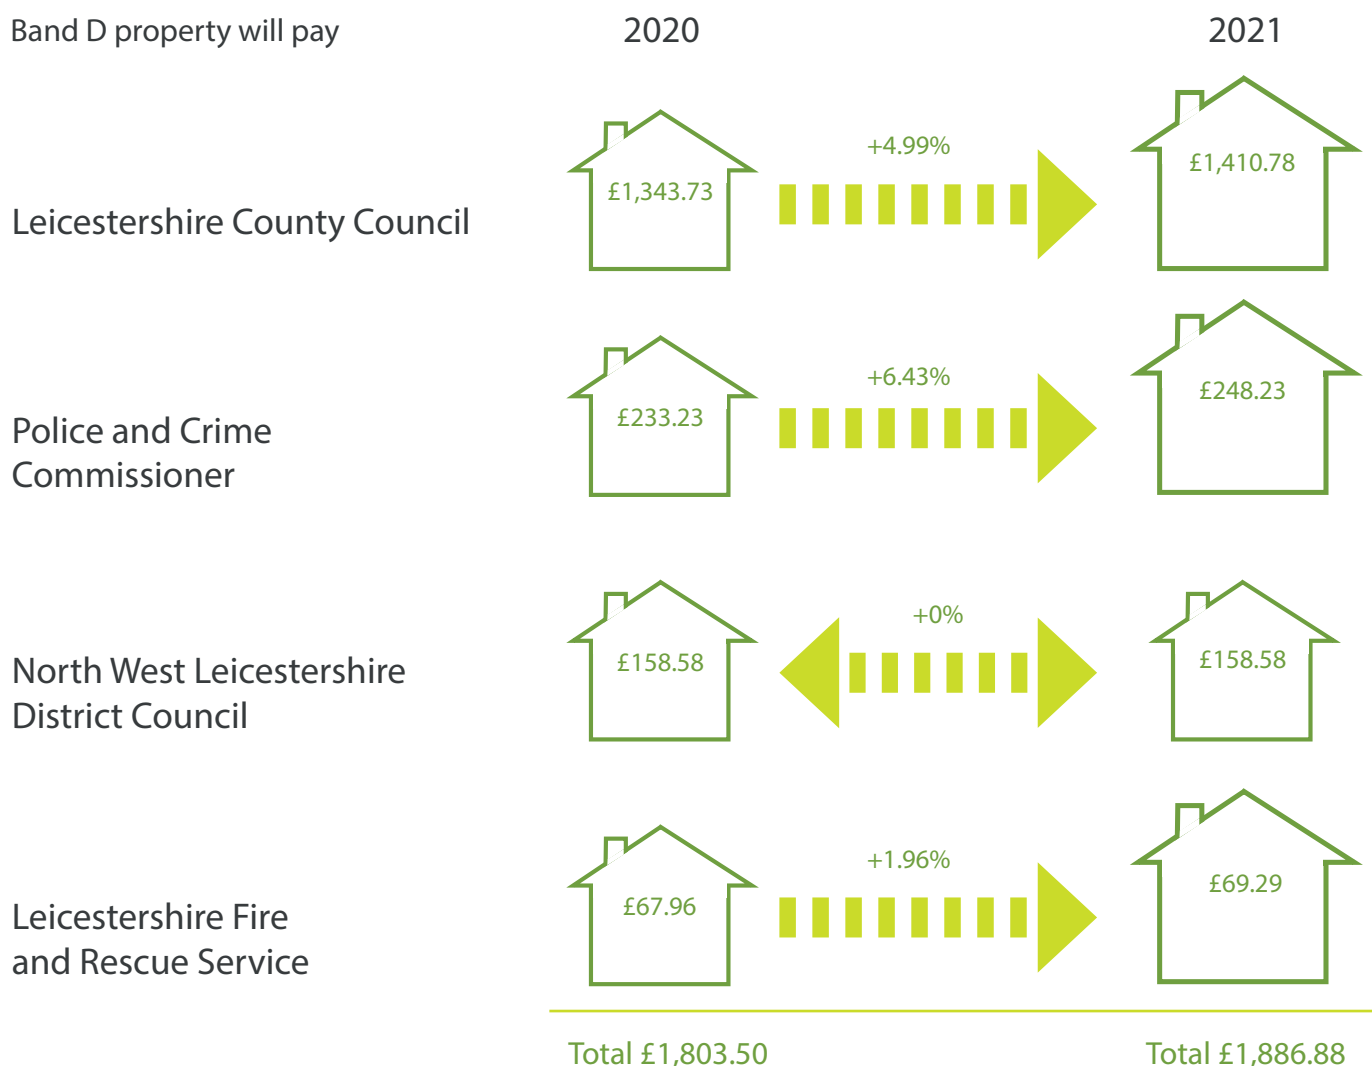 Band D property will pay 2020 2021
+4.99%
£1,343.73 £1,410.78
Leicestershire County Council
+6.43%
£233.23 £248.23
Police and Crime
Commissioner
+0%
£158.58 £158.58
North West Leicestershire
District Council
+1.96%
£67.96 £69.29
Leicestershire Fire
and Rescue Service
Total £1,803.50 Total £1,886.88